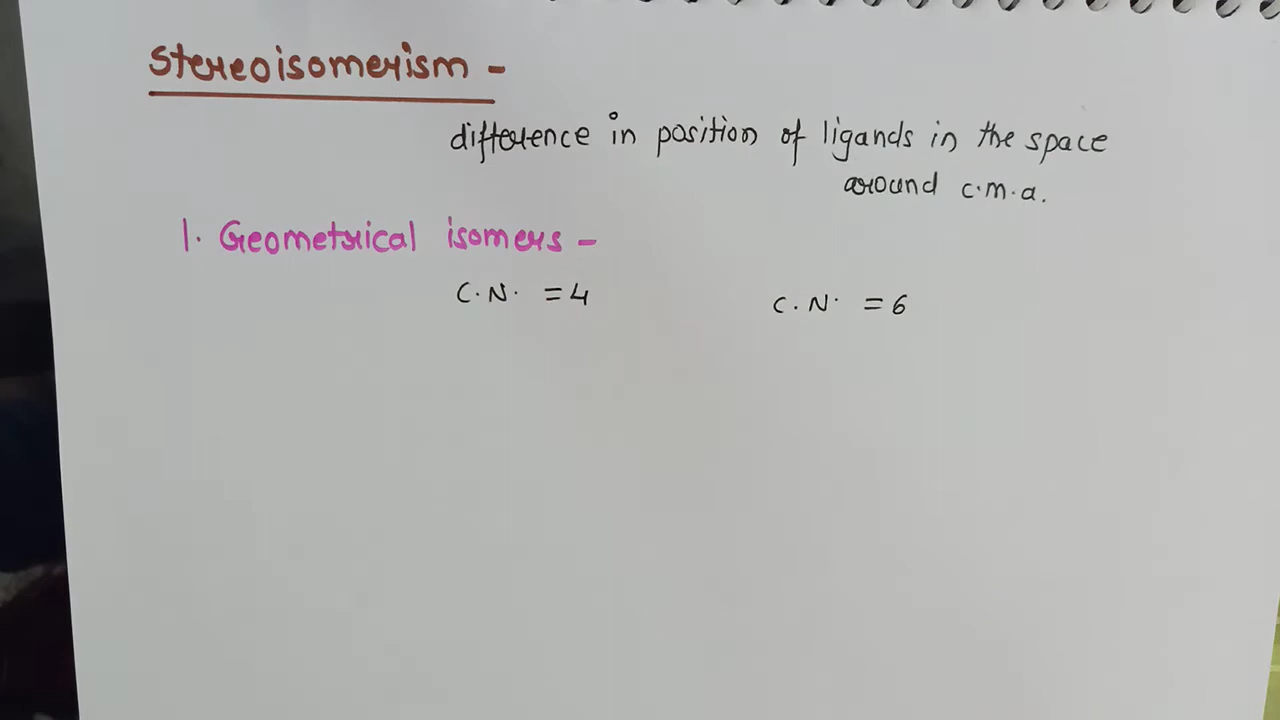 Stereoisomerism -
difference in position of ligands in the space
around c.m.a.
1. Geometrical isomers -
C.N. = 4 C.N. = 6